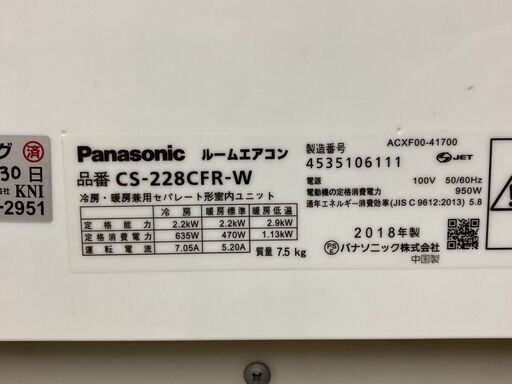 グ 済
30 日
会社 KNI
-2951
Panasonic ルームエアコン
品番 CS-228CFR-W
冷房・暖房兼用セパレート形室内ユニット
冷 房 暖房標準 暖房低温
定 格 能 力 2.2kW 2.2kW 2.9kW
定格消費電力 635W 470W 1.13kW
運 転 電 流 7.05A 5.20A
質量 7.5 kg
ACXF00-41700
製造番号
4535106111
S JET
電源 100V 50/60Hz
電動機の定格消費電力 950W
通年エネルギー消費効率(JIS C 9612:2013) 5.8
PS E
2018 年製
パナソニック株式会社
中国製